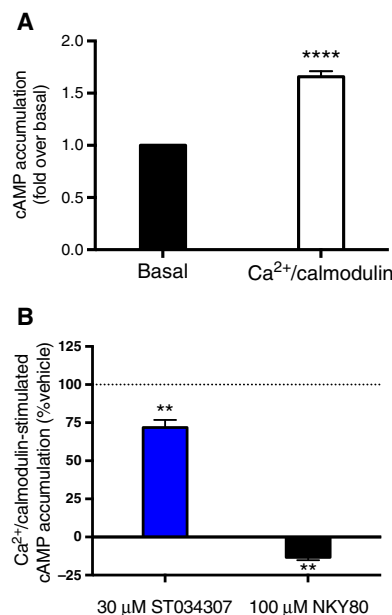 A
cAMP accumulation
(fold over basal)
2.0
1.5
1.0
0.5
0.0
****
Basal
Ca²⁺/calmodulin
B
Ca²⁺/calmodulin-stimulated
cAMP accumulation (%vehicle)
125
100
75
50
25
0
−25
**
**
30 μM ST034307
100 μM NKY80